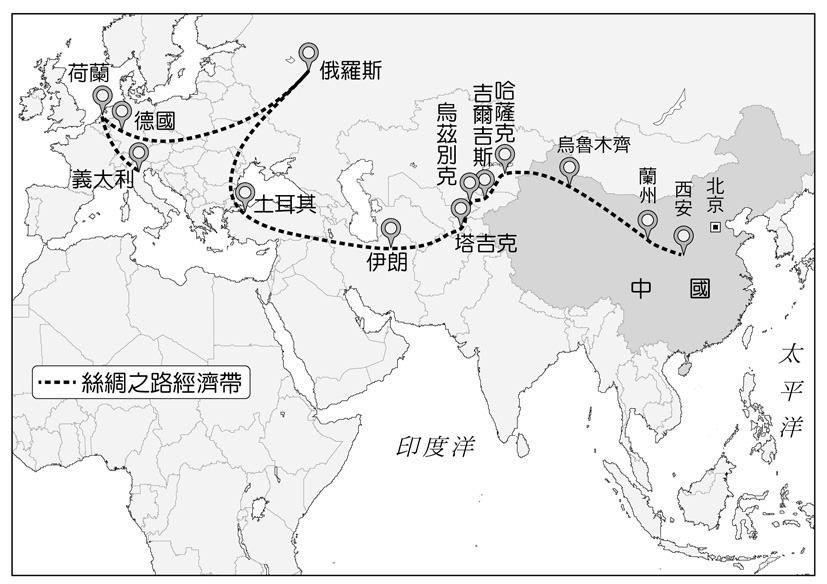 荷蘭
俄羅斯
德國
義大利
土耳其
伊朗
塔吉克
烏茲別克
吉爾吉斯
哈薩克
烏魯木齊
蘭州
西安
北京
中國
太平洋
印度洋
絲綢之路經濟帶